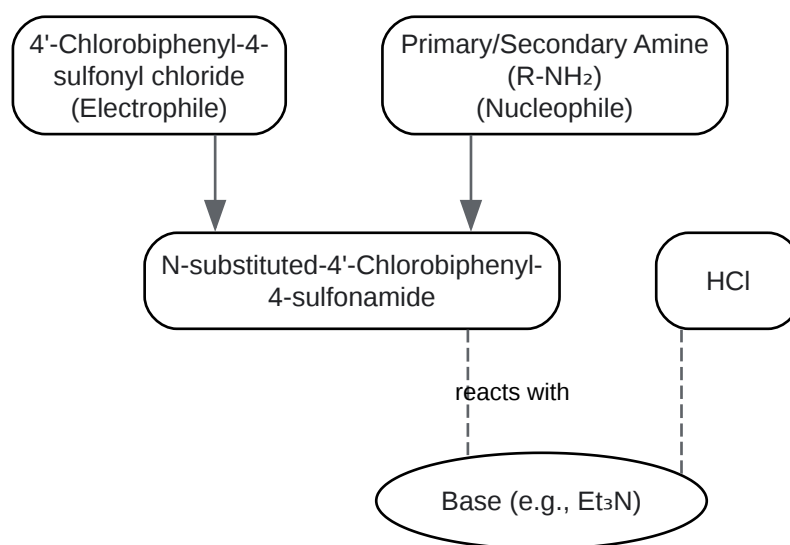 4'-Chlorobiphenyl-4-
sulfonyl chloride
(Electrophile)
Primary/Secondary Amine
(R-NH₂)
(Nucleophile)
N-substituted-4'-Chlorobiphenyl-
4-sulfonamide
HCl
reacts with
Base (e.g., Et₃N)